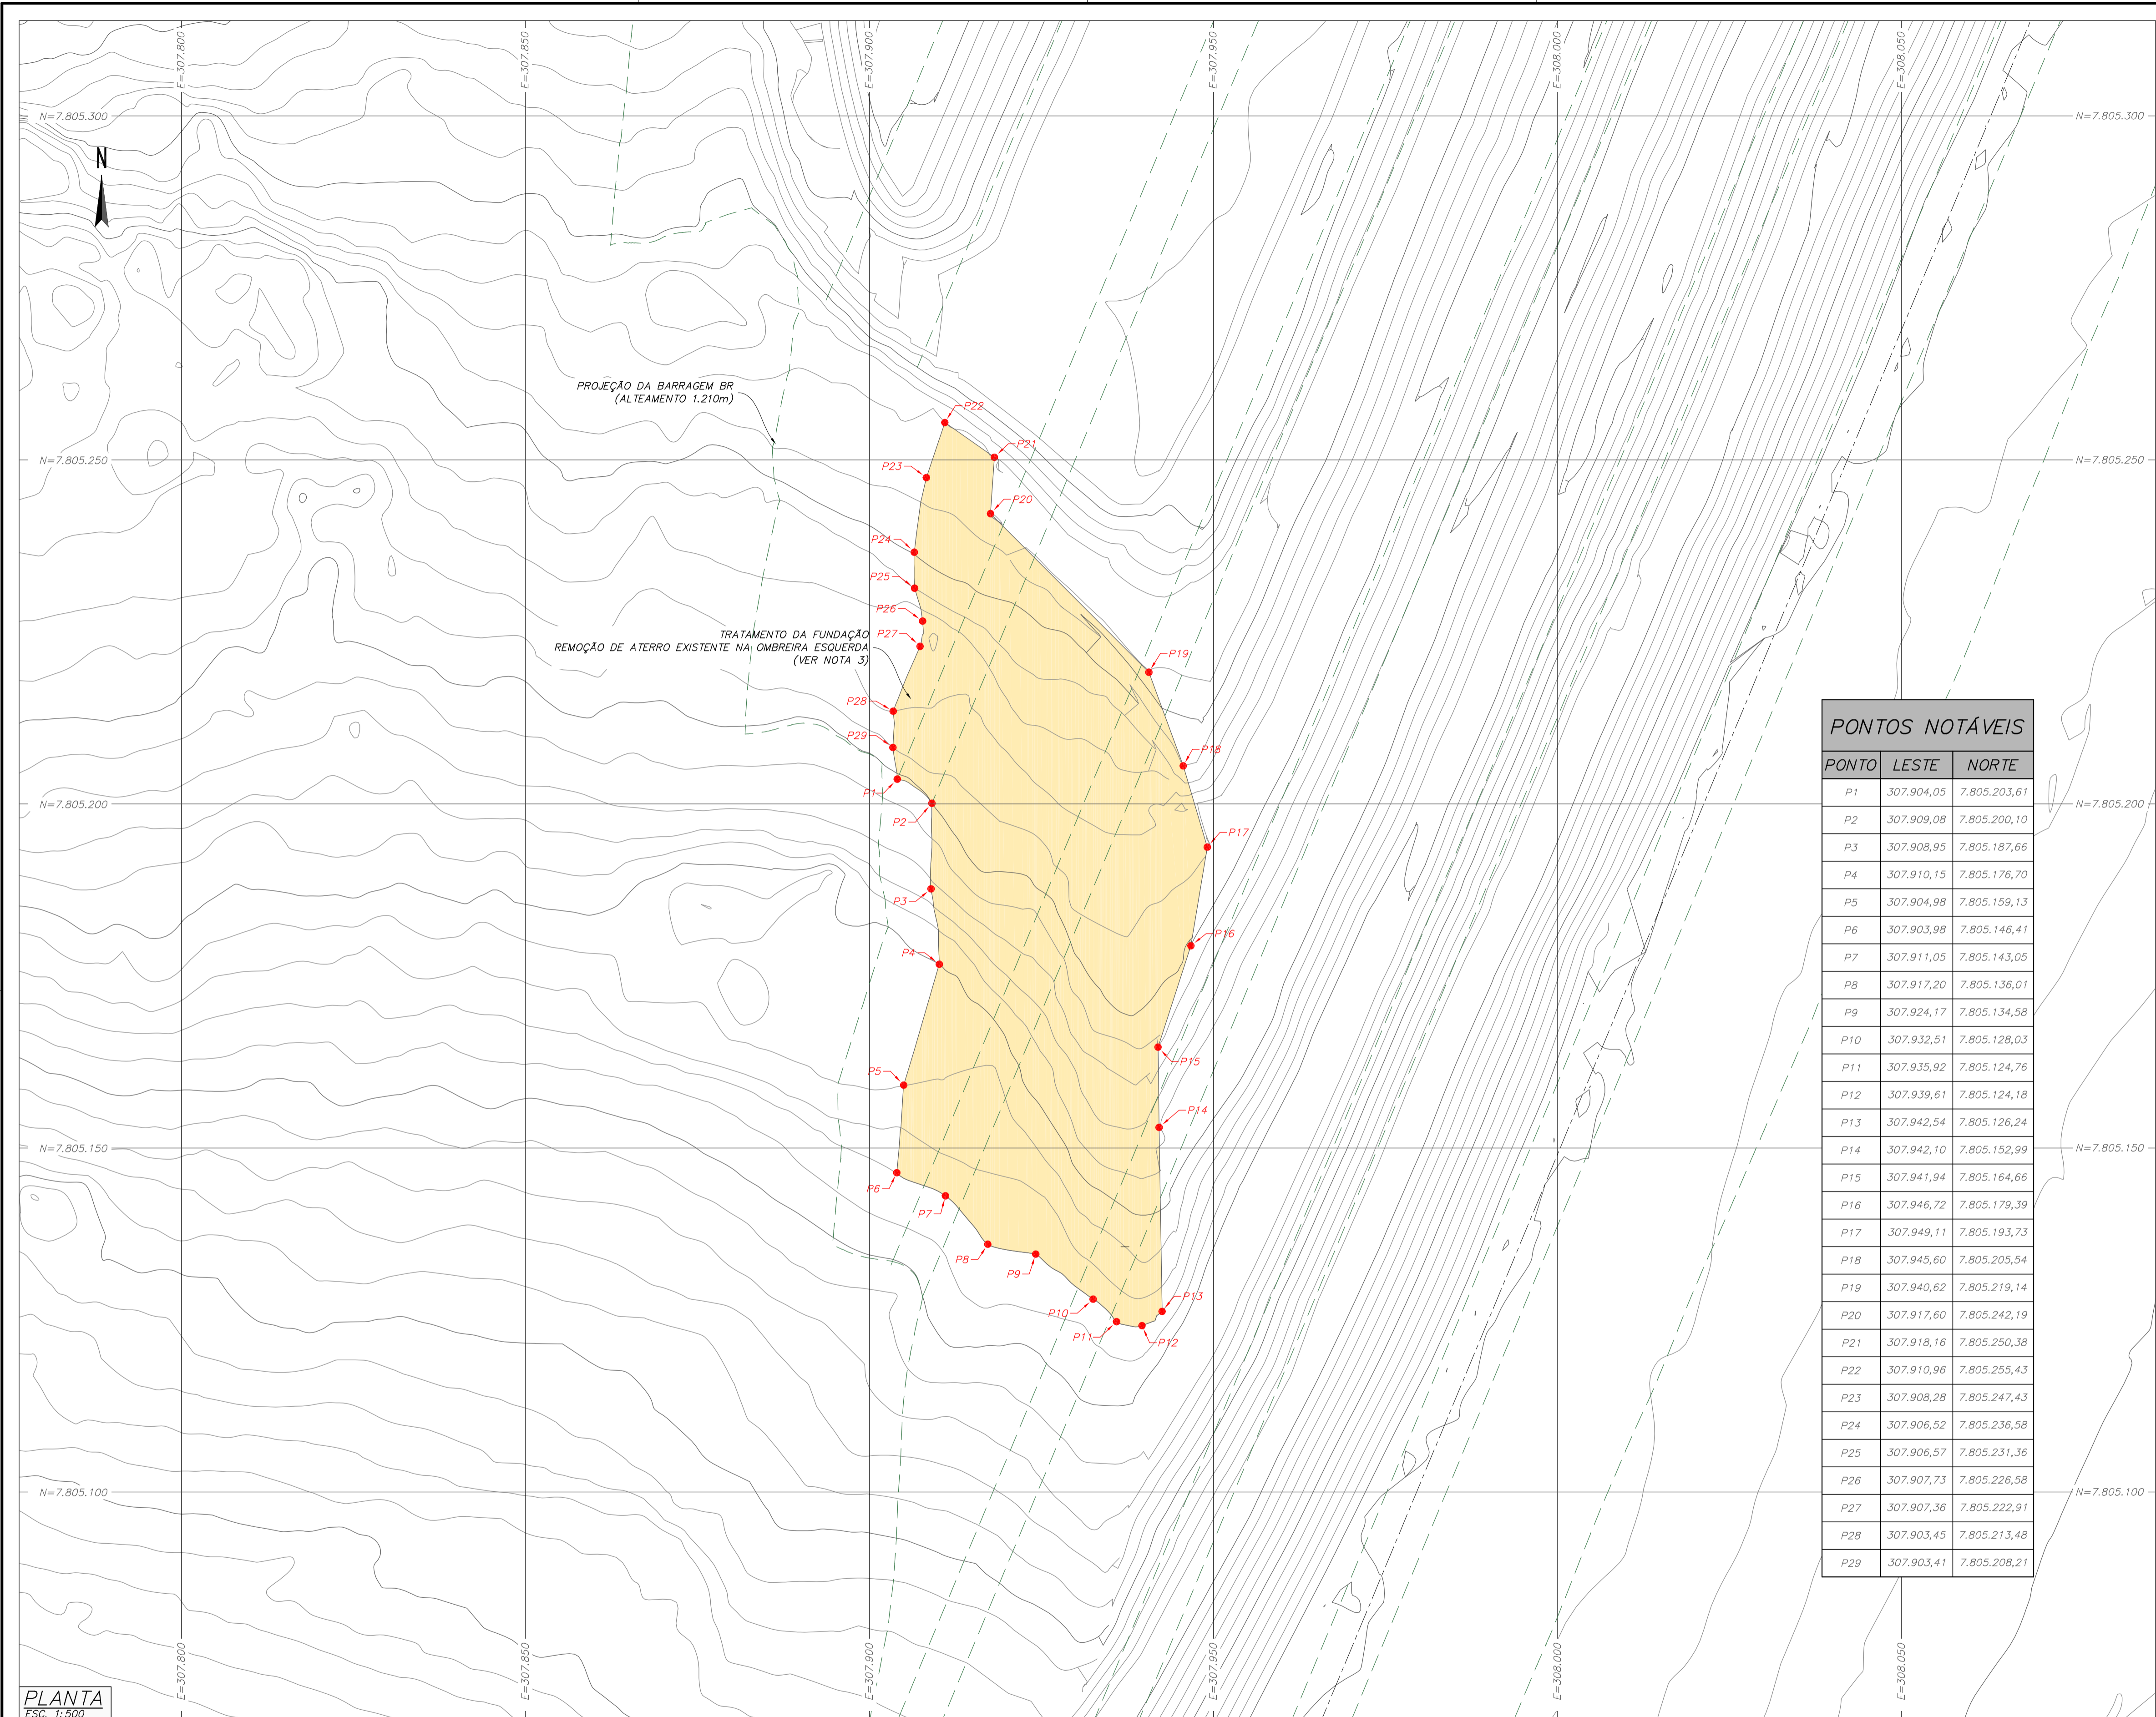 E=307.800
E=307.850
E=307.900
E=307.950
E=308.000
E=308.050
N=7.805.300
N=7.805.300
N
PROJEÇÃO DA BARRAGEM BR
(ALTEAMENTO 1.210m)
P22
P21
N=7.805.250
N=7.805.250
P23
P20
P24
P25
P26
TRATAMENTO DA FUNDAÇÃO
P27
REMOÇÃO DE ATERRO EXISTENTE NA OMBREIRA ESQUERDA
(VER NOTA 3)
P19
P28
P29
P18
P1
N=7.805.200
N=7.805.200
P2
P17
P3
P16
P4
P15
P5
P14
N=7.805.150
N=7.805.150
P6
P7
P8
P9
P10
P13
P11
P12
N=7.805.100
N=7.805.100
PONTOS NOTÁVEIS
PONTO LESTE NORTE
P1 307.904,05 7.805.203,61
P2 307.909,08 7.805.200,10
P3 307.908,95 7.805.187,66
P4 307.910,15 7.805.176,70
P5 307.904,98 7.805.159,13
P6 307.903,98 7.805.146,41
P7 307.911,05 7.805.143,05
P8 307.917,20 7.805.136,01
P9 307.924,17 7.805.134,58
P10 307.932,51 7.805.128,03
P11 307.935,92 7.805.124,76
P12 307.939,61 7.805.124,18
P13 307.942,54 7.805.126,24
P14 307.942,10 7.805.152,99
P15 307.941,94 7.805.164,66
P16 307.946,72 7.805.179,39
P17 307.949,11 7.805.193,73
P18 307.945,60 7.805.205,54
P19 307.940,62 7.805.219,14
P20 307.917,60 7.805.242,19
P21 307.918,16 7.805.250,38
P22 307.910,96 7.805.255,43
P23 307.908,28 7.805.247,43
P24 307.906,52 7.805.236,58
P25 307.906,57 7.805.231,36
P26 307.907,73 7.805.226,58
P27 307.907,36 7.805.222,91
P28 307.903,45 7.805.213,48
P29 307.903,41 7.805.208,21
E=307.800
E=307.850
E=307.900
E=307.950
E=308.000
E=308.050
PLANTA
ESC. 1:500